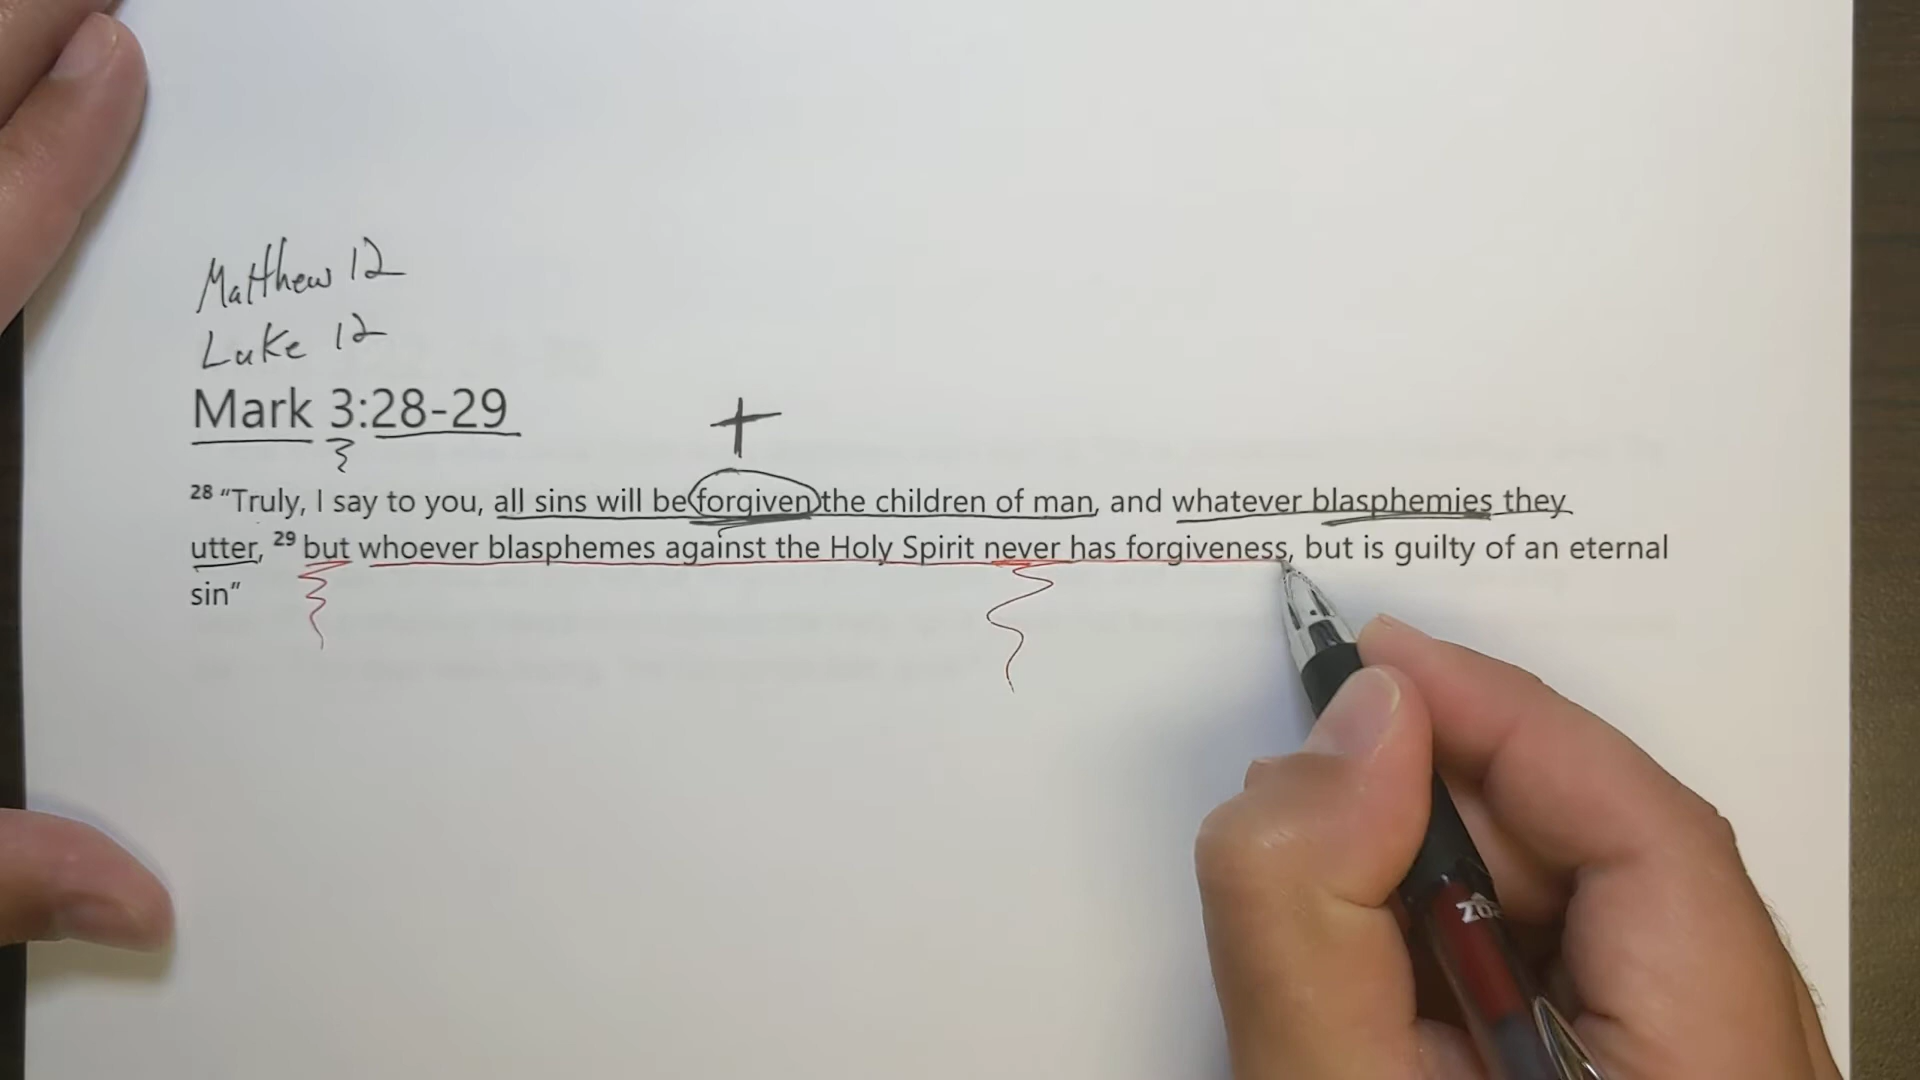 Matthew 12
Luke 12
Mark 3:28-29
28 “Truly, I say to you, all sins will be forgiven the children of man, and whatever blasphemies they
utter, 29 but whoever blasphemes against the Holy Spirit never has forgiveness, but is guilty of an eternal
sin”